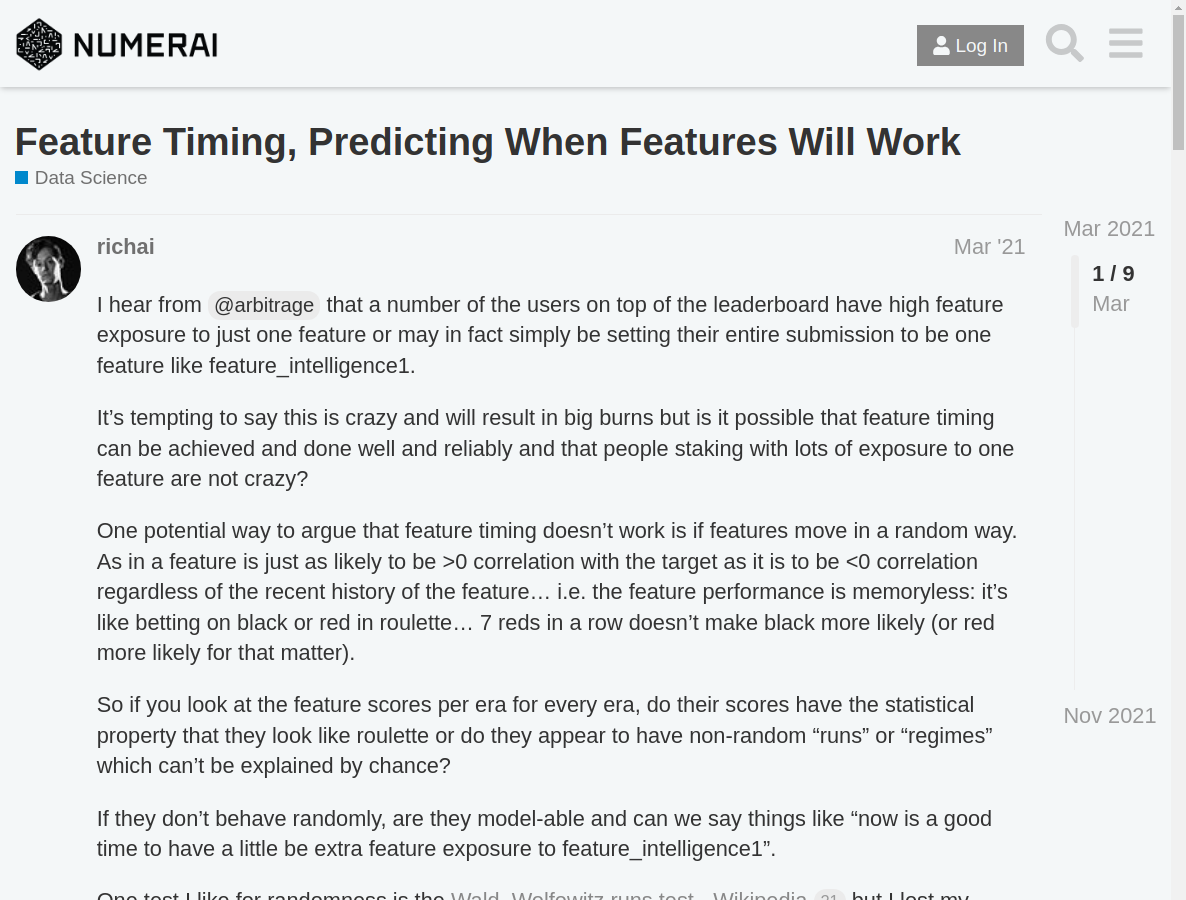 NUMERAI
Log In
Feature Timing, Predicting When Features Will Work
Data Science
richai
Mar '21
I hear from @arbitrage that a number of the users on top of the leaderboard have high feature
exposure to just one feature or may in fact simply be setting their entire submission to be one
feature like feature_intelligence1.
It’s tempting to say this is crazy and will result in big burns but is it possible that feature timing
can be achieved and done well and reliably and that people staking with lots of exposure to one
feature are not crazy?
One potential way to argue that feature timing doesn’t work is if features move in a random way.
As in a feature is just as likely to be >0 correlation with the target as it is to be <0 correlation
regardless of the recent history of the feature… i.e. the feature performance is memoryless: it’s
like betting on black or red in roulette… 7 reds in a row doesn’t make black more likely (or red
more likely for that matter).
So if you look at the feature scores per era for every era, do their scores have the statistical
property that they look like roulette or do they appear to have non-random “runs” or “regimes”
which can’t be explained by chance?
If they don’t behave randomly, are they model-able and can we say things like “now is a good
time to have a little be extra feature exposure to feature_intelligence1”.
One test I like for randomness is the Wald–Wolfowitz runs test - Wikipedia 21 but I lost my
Mar 2021
1 / 9
Mar
Nov 2021